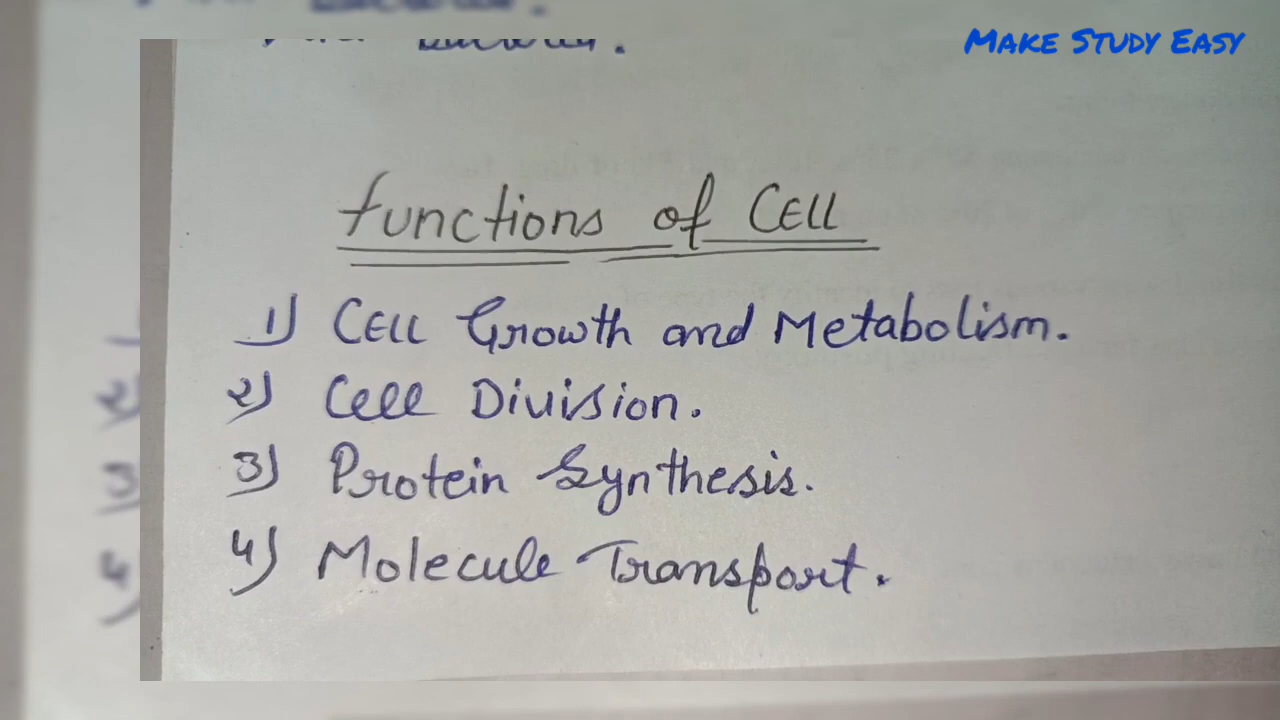 Make Study Easy
Functions of Cell
1) Cell Growth and Metabolism.
2) Cell Division.
3) Protein Synthesis.
4) Molecule Transport.